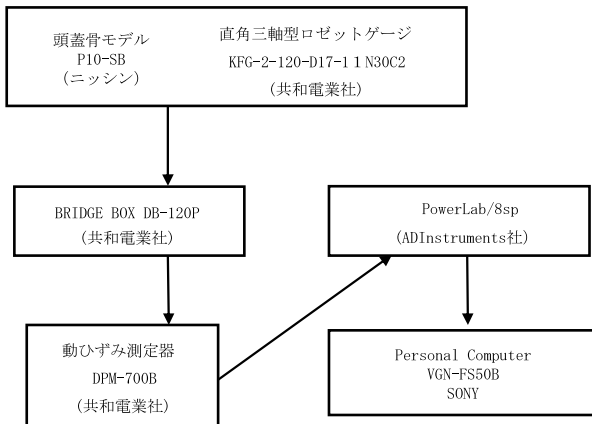 頭蓋骨モデル
P10-SB
(ニッシン)
直角三軸型ロゼットゲージ
KFG-2-120-D17-11N30C2
(共和電業社)
BRIDGE BOX DB-120P
(共和電業社)
動ひずみ測定器
DPM-700B
(共和電業社)
PowerLab/8sp
(ADInstruments社)
Personal Computer
VGN-FS50B
SONY